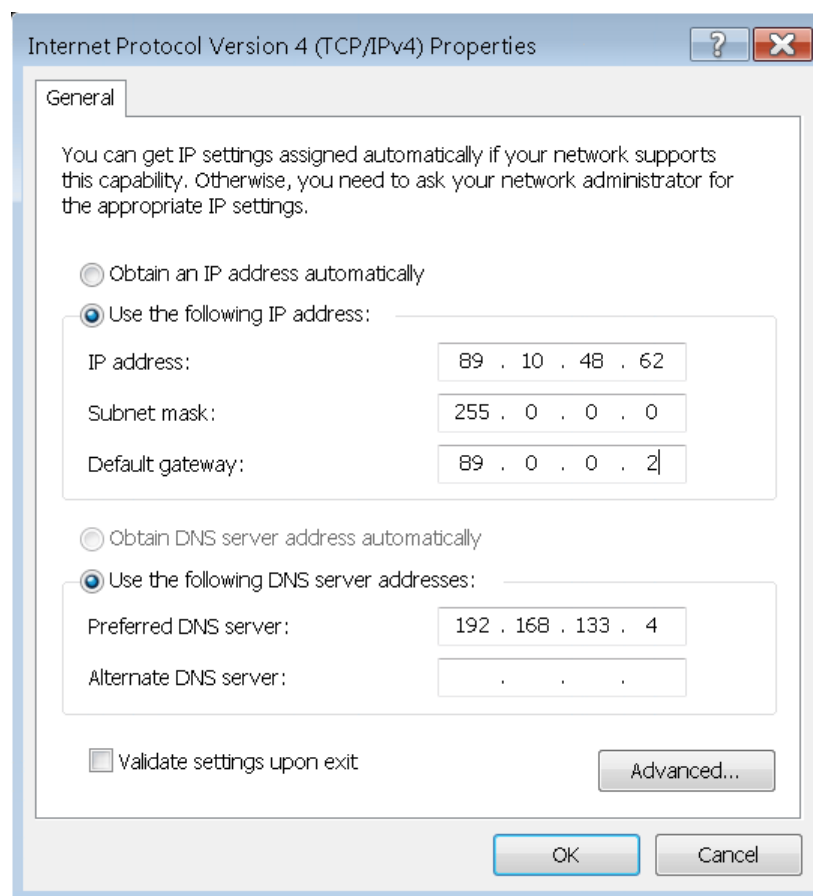 Internet Protocol Version 4 (TCP/IPv4) Properties
General
You can get IP settings assigned automatically if your network supports
this capability. Otherwise, you need to ask your network administrator for
the appropriate IP settings.
Obtain an IP address automatically
Use the following IP address:
IP address: 89 . 10 . 48 . 62
Subnet mask: 255 . 0 . 0 . 0
Default gateway: 89 . 0 . 0 . 2
Obtain DNS server address automatically
Use the following DNS server addresses:
Preferred DNS server: 192 . 168 . 133 . 4
Alternate DNS server: . . .
Validate settings upon exit
Advanced...
OK Cancel